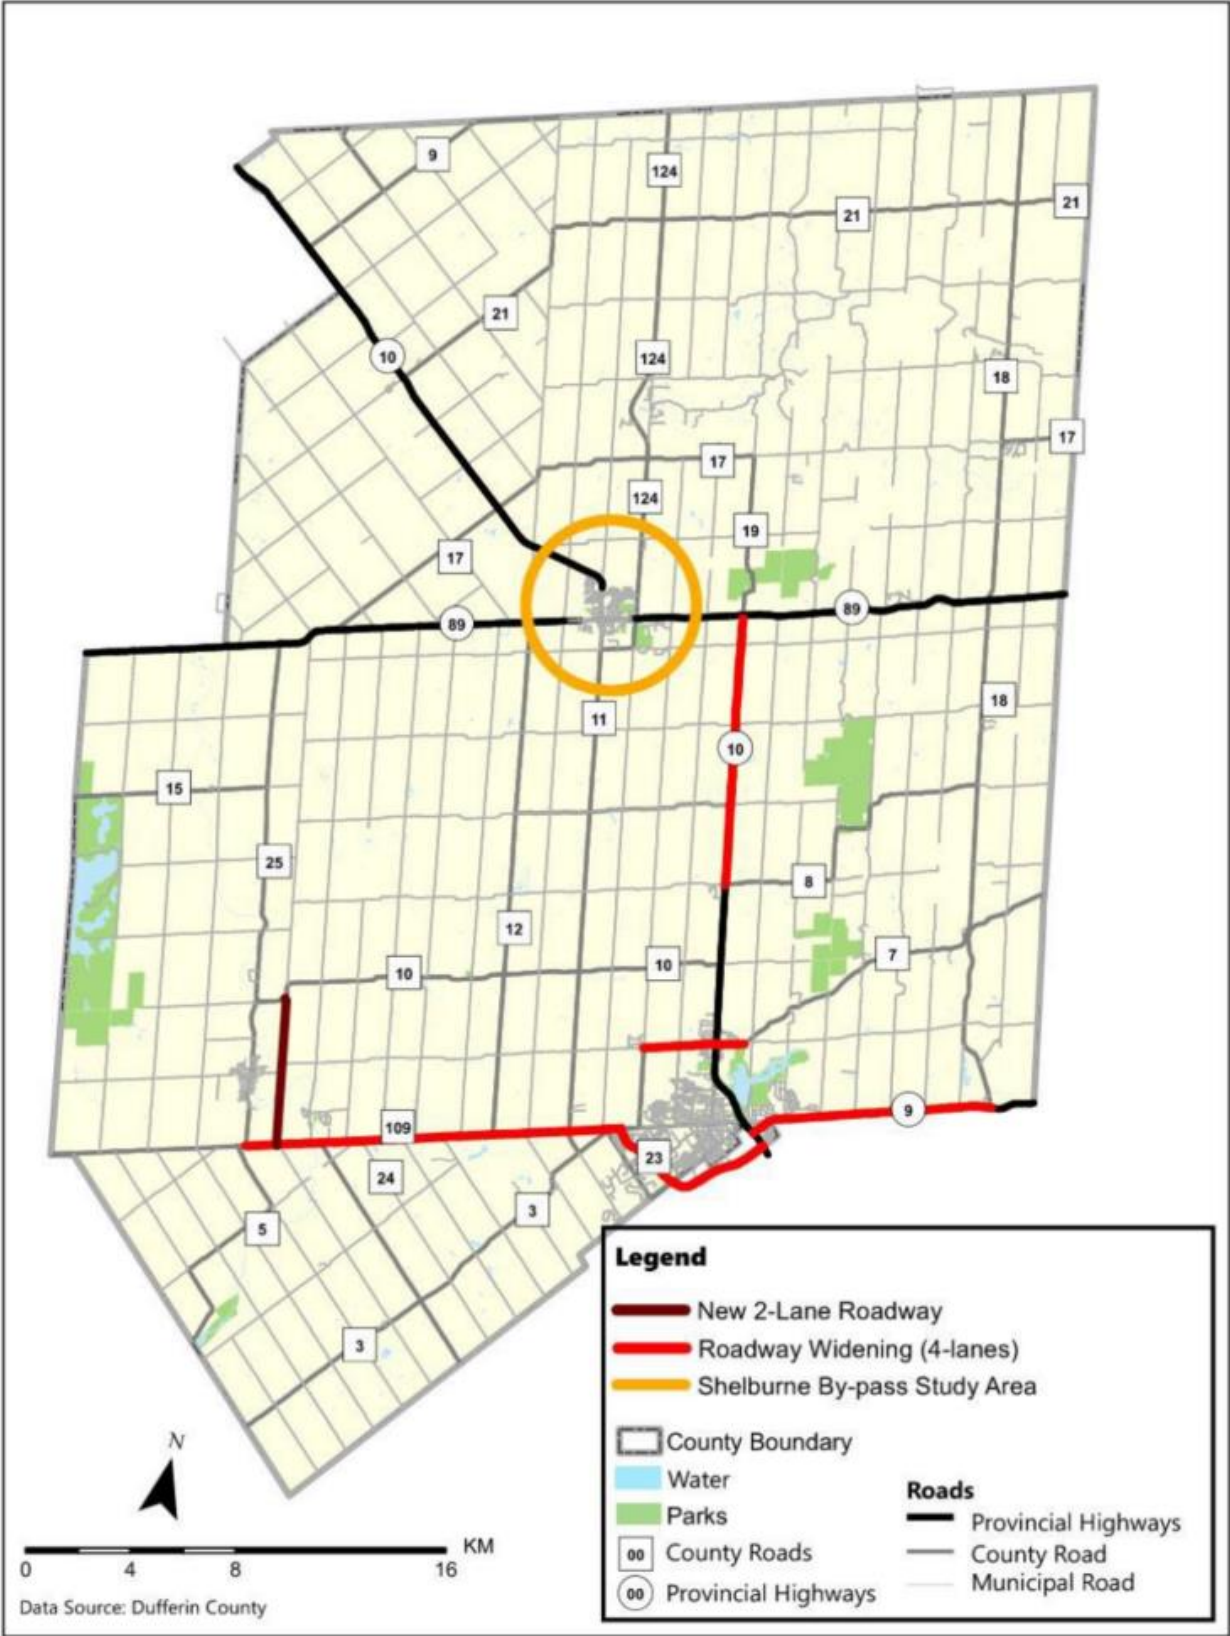 9
124
21
21
21
10
124
18
17
17
124
19
17
89
89
18
11
10
15
25
8
12
7
10
10
9
109
23
24
3
5
3
Legend
New 2-Lane Roadway
Roadway Widening (4-lanes)
Shelburne By-pass Study Area
County Boundary
Water
Parks
00 County Roads
00 Provincial Highways
Roads
Provincial Highways
County Road
Municipal Road
N
KM
0 4 8 16
Data Source: Dufferin County